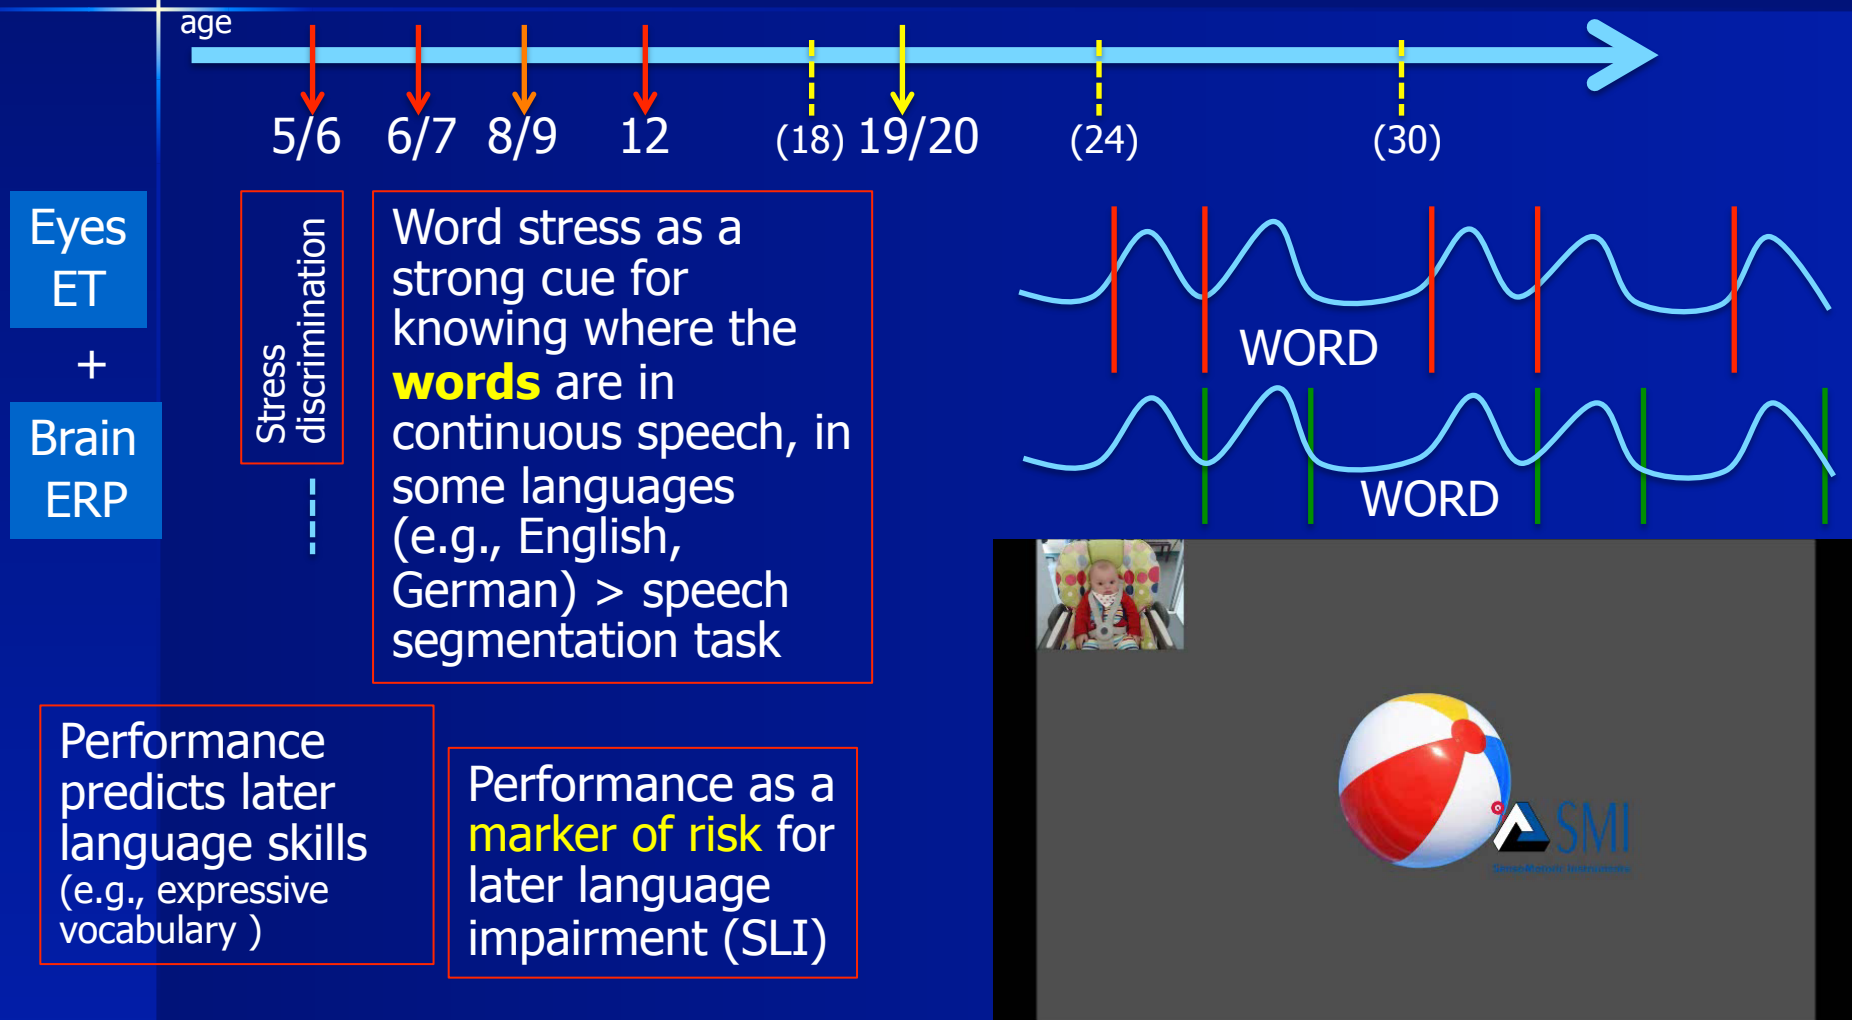 age
5/6 6/7 8/9 12 (18) 19/20 (24) (30)
Eyes
ET
+
Brain
ERP
Stress
discrimination
Word stress as a
strong cue for
knowing where the
words are in
continuous speech, in
some languages
(e.g., English,
German) > speech
segmentation task
WORD
WORD
Performance
predicts later
language skills
(e.g., expressive
vocabulary )
Performance as a
marker of risk for
later language
impairment (SLI)
SMI
SensoMotoric Instruments